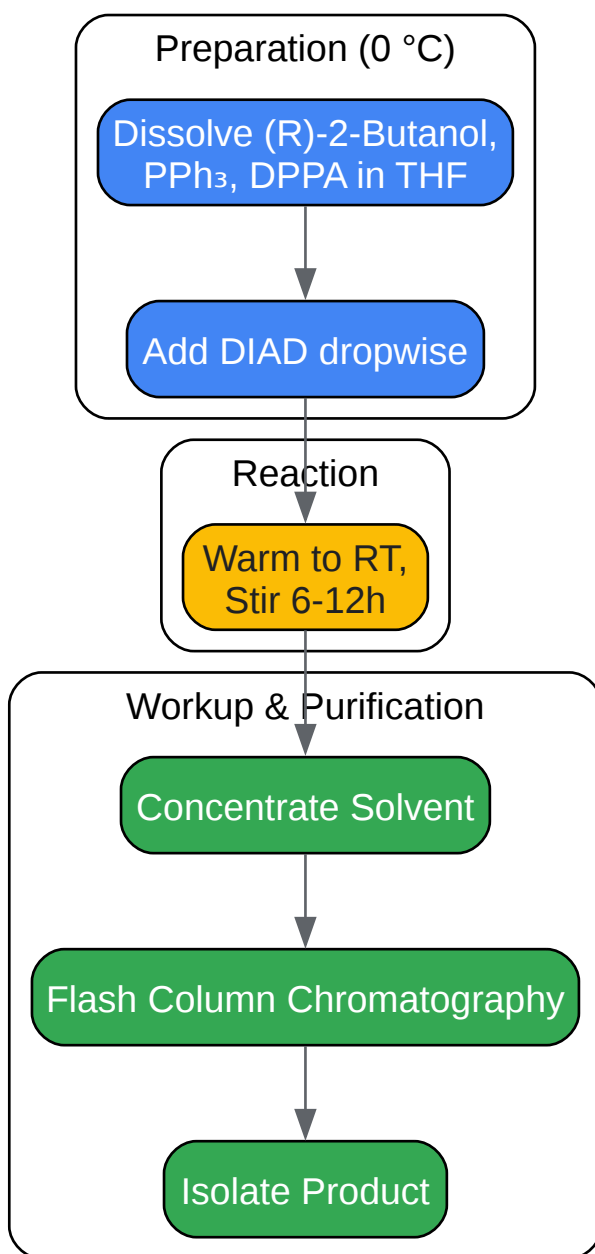 Preparation (0 °C)
Dissolve (R)-2-Butanol,
PPh₃, DPPA in THF
Add DIAD dropwise
Reaction
Warm to RT,
Stir 6-12h
Workup & Purification
Concentrate Solvent
Flash Column Chromatography
Isolate Product